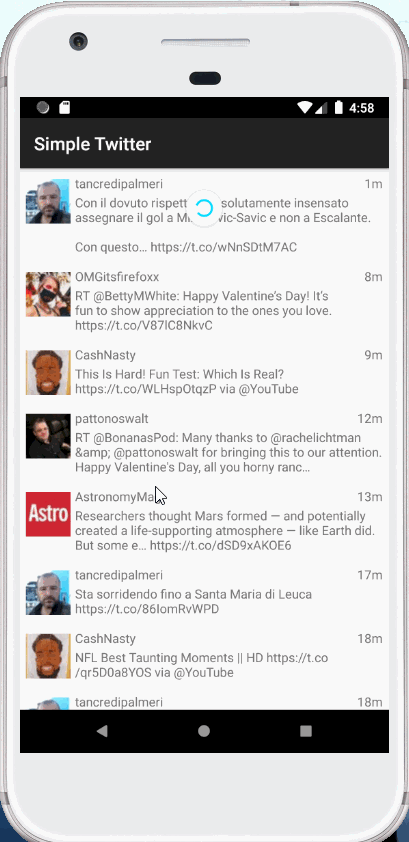 4:58
Simple Twitter
tancredipalmeri 1m
Con il dovuto rispett solutamente insensato
assegnare il gol a Mi vic-Savic e non a Escalante.
Con questo… https://t.co/wNnSDtM7AC
OMGitsfirefoxx 8m
RT @BettyMWhite: Happy Valentine's Day! It's
fun to show appreciation to the ones you love.
https://t.co/V87lC8NkvC
CashNasty 9m
This Is Hard! Fun Test: Which Is Real?
https://t.co/WLHspOtqzP via @YouTube
pattonoswalt 12m
RT @BonanasPod: Many thanks to @rachelichtman
&amp; @pattonoswalt for bringing this to our attention.
Happy Valentine's Day, all you horny ranc…
Astro
AstronomyMa 13m
Researchers thought Mars formed — and potentially
created a life-supporting atmosphere — like Earth did.
But some e… https://t.co/dSD9xAKOE6
tancredipalmeri 17m
Sta sorridendo fino a Santa Maria di Leuca
https://t.co/86IomRvWPD
CashNasty 18m
NFL Best Taunting Moments || HD https://t.co
/qr5D0a8YOS via @YouTube
tancredipalmeri 18m